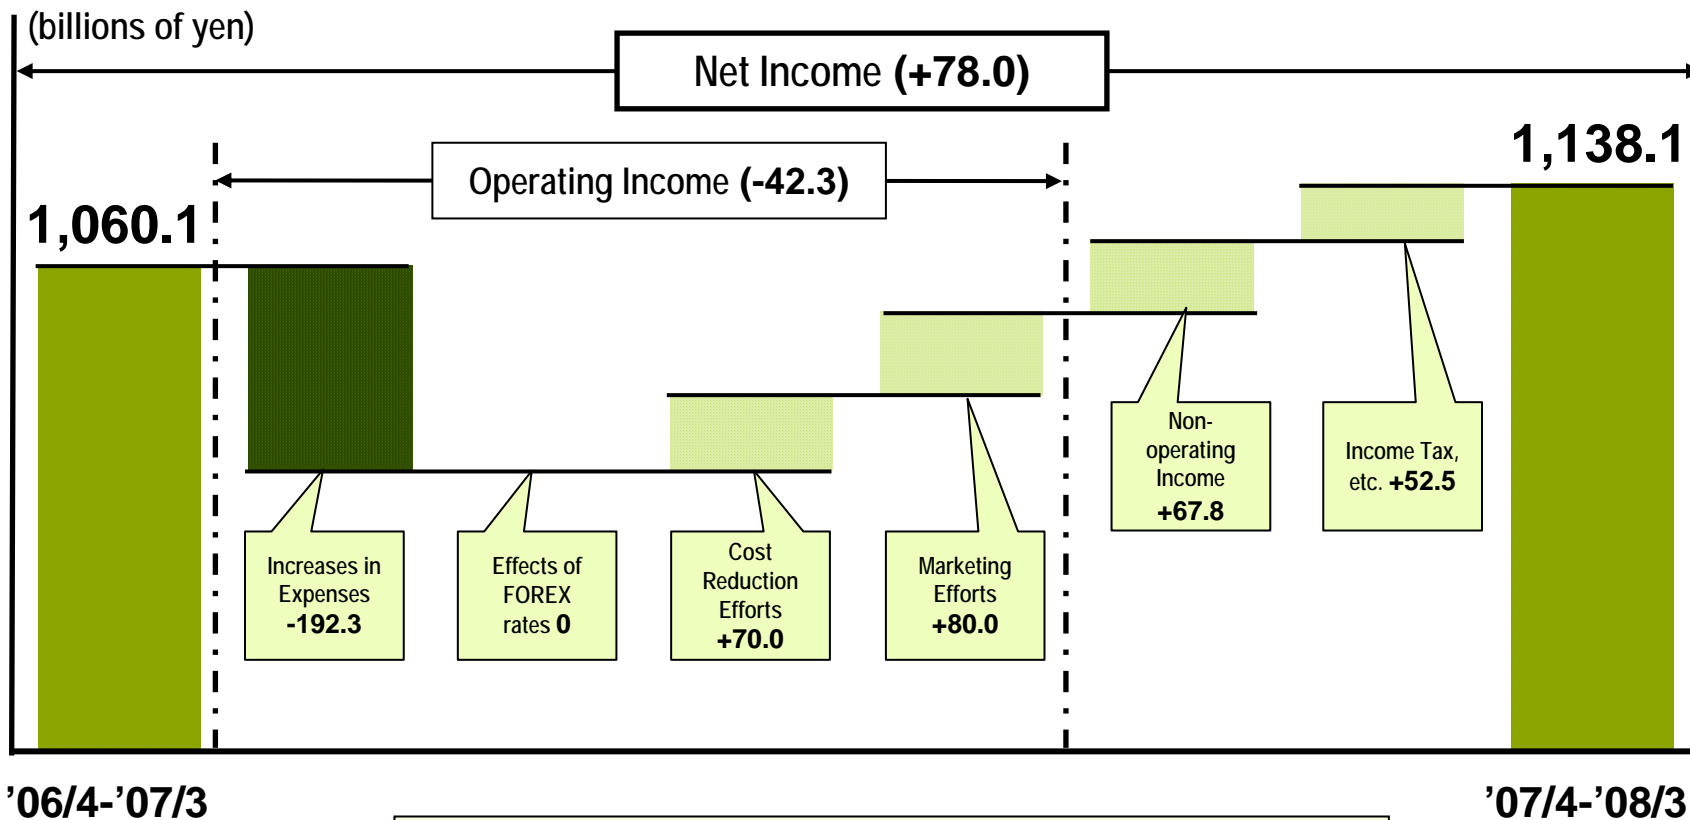 (billions of yen)
Net Income (+78.0)
1,138.1
Operating Income (-42.3)
1,060.1
Increases in
Expenses
-192.3
Effects of
FOREX
rates 0
Cost
Reduction
Efforts
+70.0
Marketing
Efforts
+80.0
Non-
operating
Income
+67.8
Income Tax,
etc. +52.5
’06/4-’07/3
’07/4-’08/3